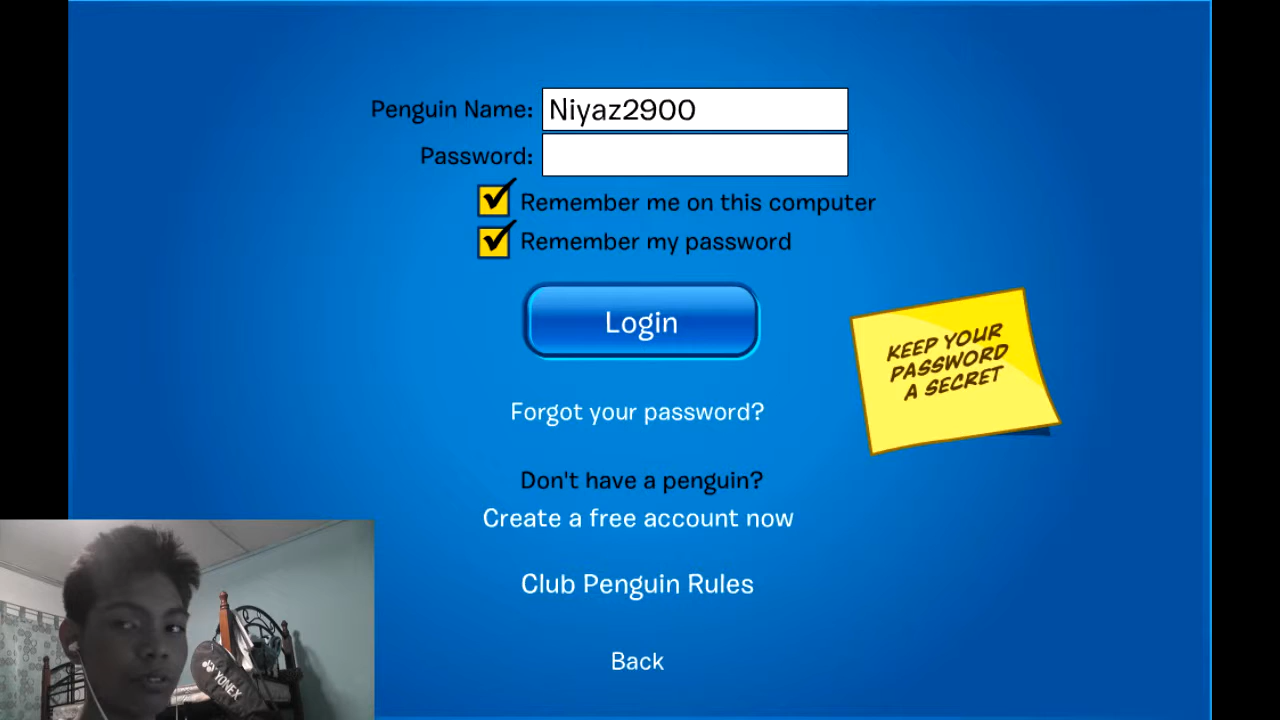 Penguin Name: Niyaz2900
Password:
Remember me on this computer
Remember my password
Login
KEEP YOUR
PASSWORD
A SECRET
Forgot your password?
Don't have a penguin?
Create a free account now
Club Penguin Rules
Back
YONEX